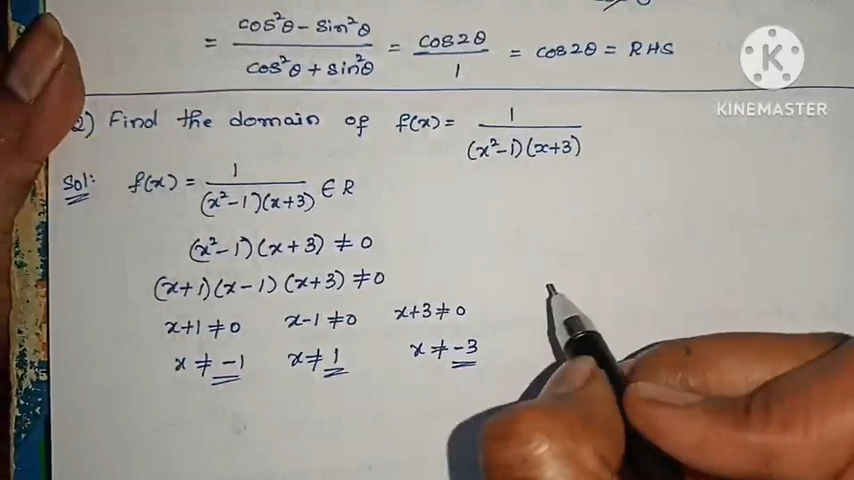 = cos²θ - sin²θ / cos²θ + sin²θ = cos2θ / 1 = cos2θ = RHS
K
KINEMASTER
2) Find the domain of f(x) = 1 / (x²-1)(x+3)
Sol: f(x) = 1 / (x²-1)(x+3) ∈ R
(x²-1)(x+3) ≠ 0
(x+1)(x-1)(x+3) ≠ 0
x+1 ≠ 0 x-1 ≠ 0 x+3 ≠ 0
x ≠ -1 x ≠ 1 x ≠ -3